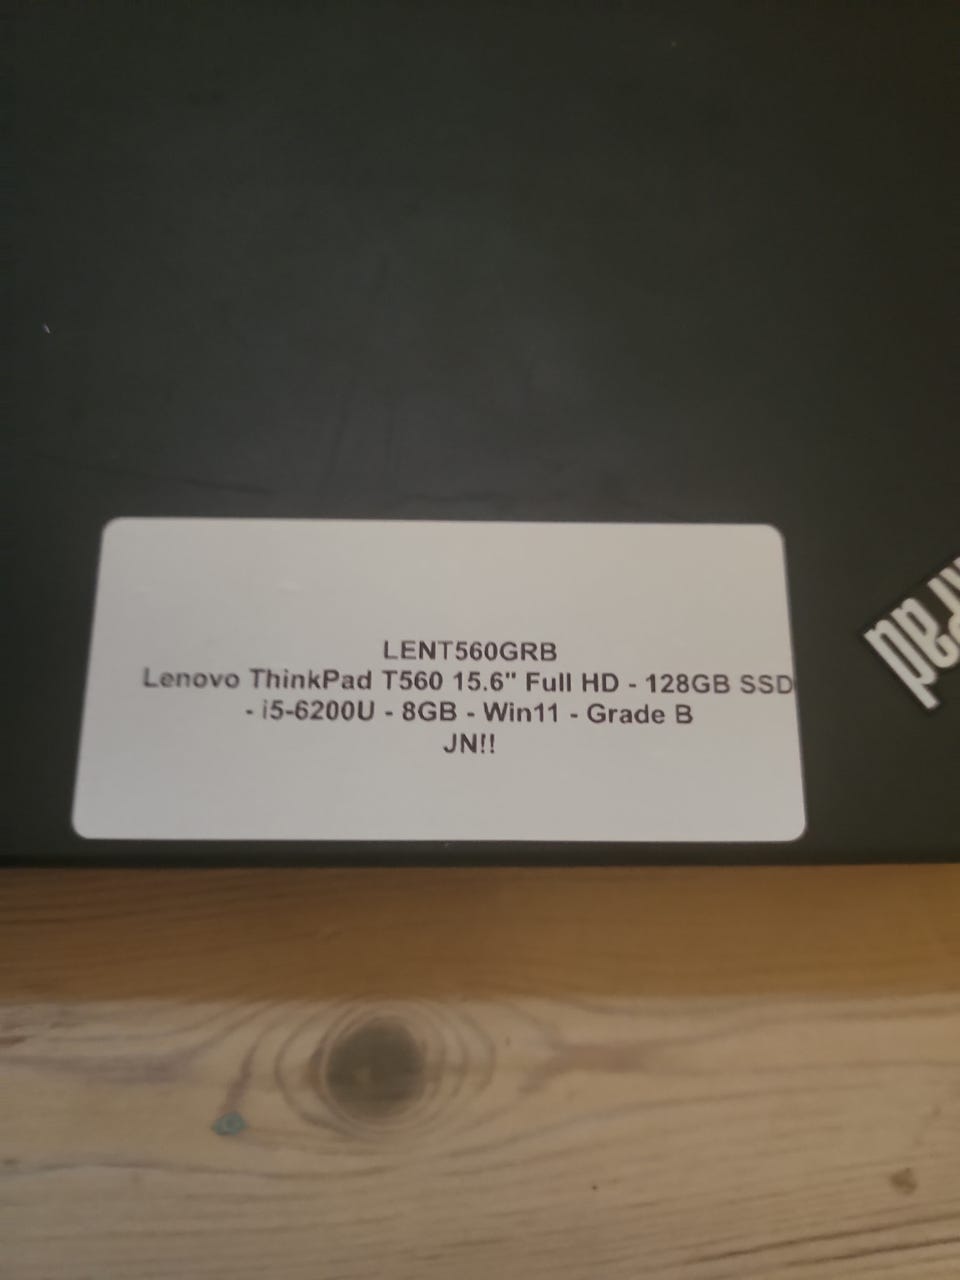 LENT560GRB
Lenovo ThinkPad T560 15.6" Full HD - 128GB SSD
- i5-6200U - 8GB - Win11 - Grade B
JN!!